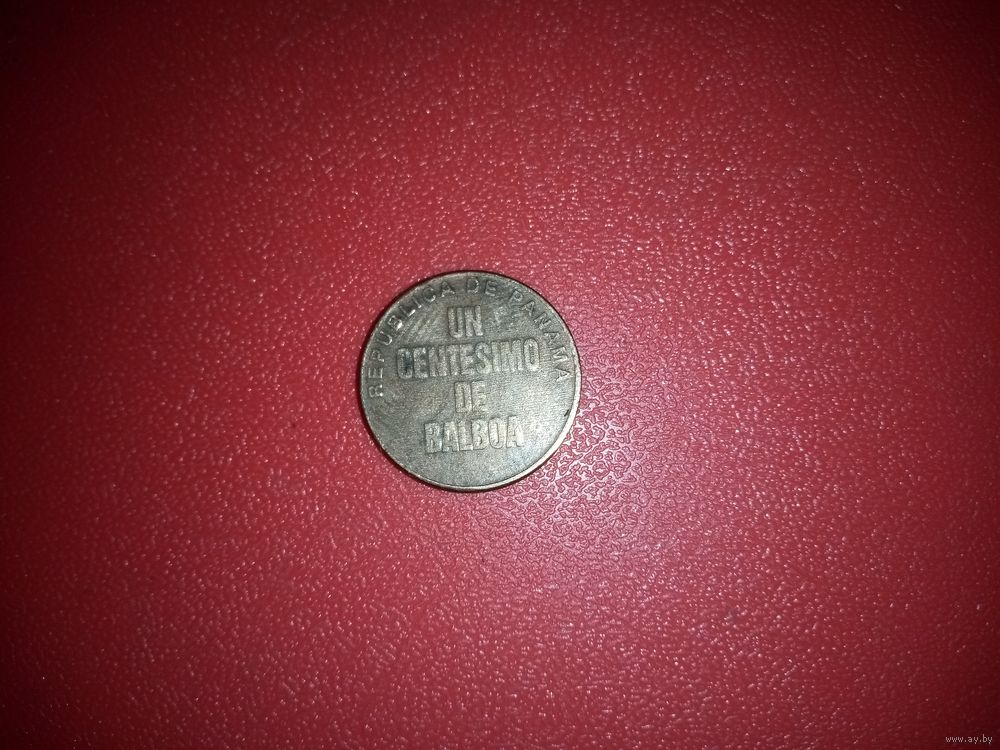 REPUBLICA DE PANAMA
UN
CENTESIMO
DE
BALBOA
www.ay.by